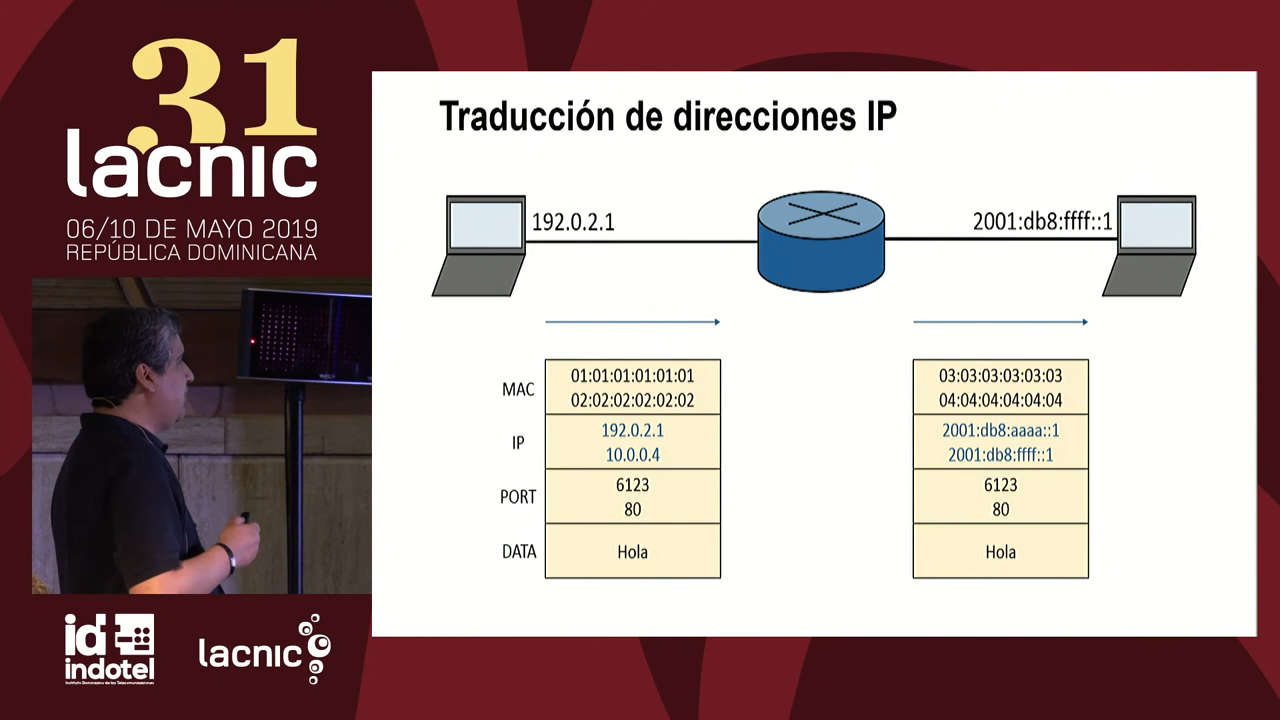 31
lacnic
06/10 DE MAYO 2019
REPÚBLICA DOMINICANA
Traducción de direcciones IP
192.0.2.1
2001:db8:ffff::1
MAC
01:01:01:01:01:01
02:02:02:02:02:02
03:03:03:03:03:03
04:04:04:04:04:04
IP
192.0.2.1
10.0.0.4
2001:db8:aaaa::1
2001:db8:ffff::1
PORT
6123
80
6123
80
DATA
Hola
Hola
id
indotel
Instituto Dominicano de las Telecomunicaciones
lacnic